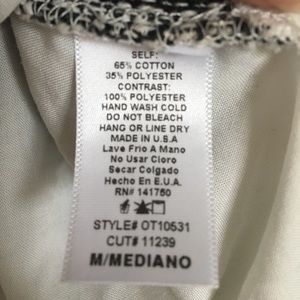 SELF:
65% COTTON
35% POLYESTER
CONTRAST:
100% POLYESTER
HAND WASH COLD
DO NOT BLEACH
HANG OR LINE DRY
MADE IN U.S.A
Lave Frio A Mano
No Usar Cloro
Secar Colgado
Hecho En E.U.A.
RN# 141750
STYLE# OT10531
CUT# 11239
M/MEDIANO